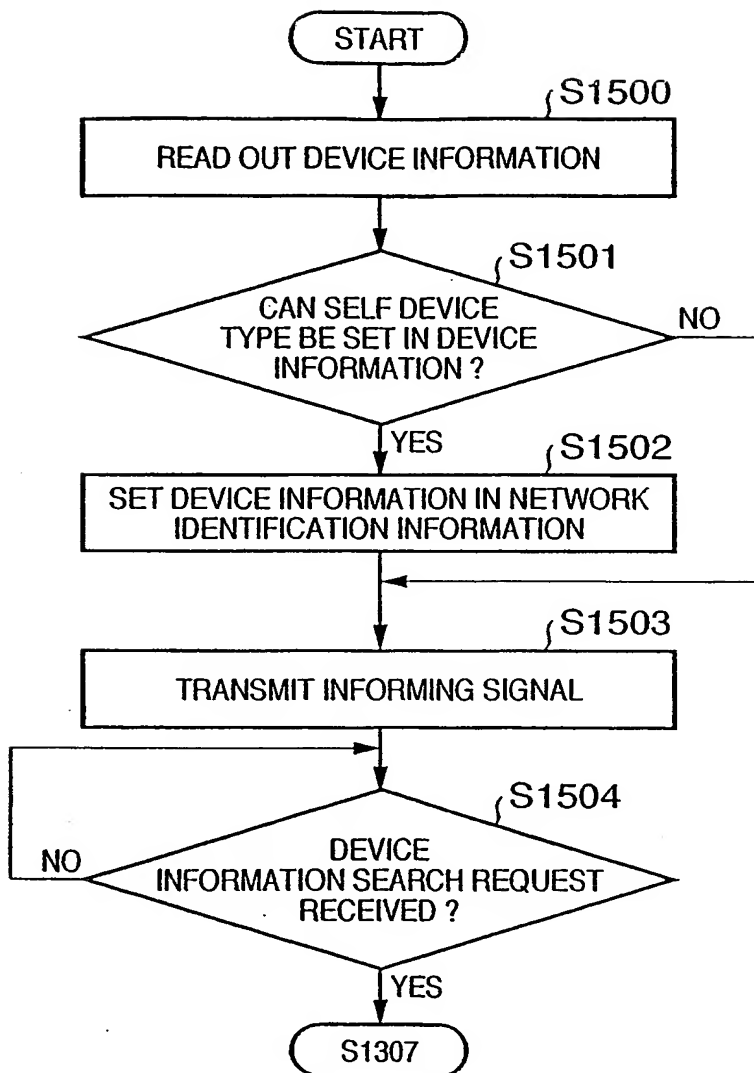 START
S1500
READ OUT DEVICE INFORMATION
S1501
CAN SELF DEVICE
TYPE BE SET IN DEVICE
INFORMATION ?
NO
YES
S1502
SET DEVICE INFORMATION IN NETWORK
IDENTIFICATION INFORMATION
S1503
TRANSMIT INFORMING SIGNAL
S1504
DEVICE
INFORMATION SEARCH REQUEST
RECEIVED ?
NO
YES
S1307